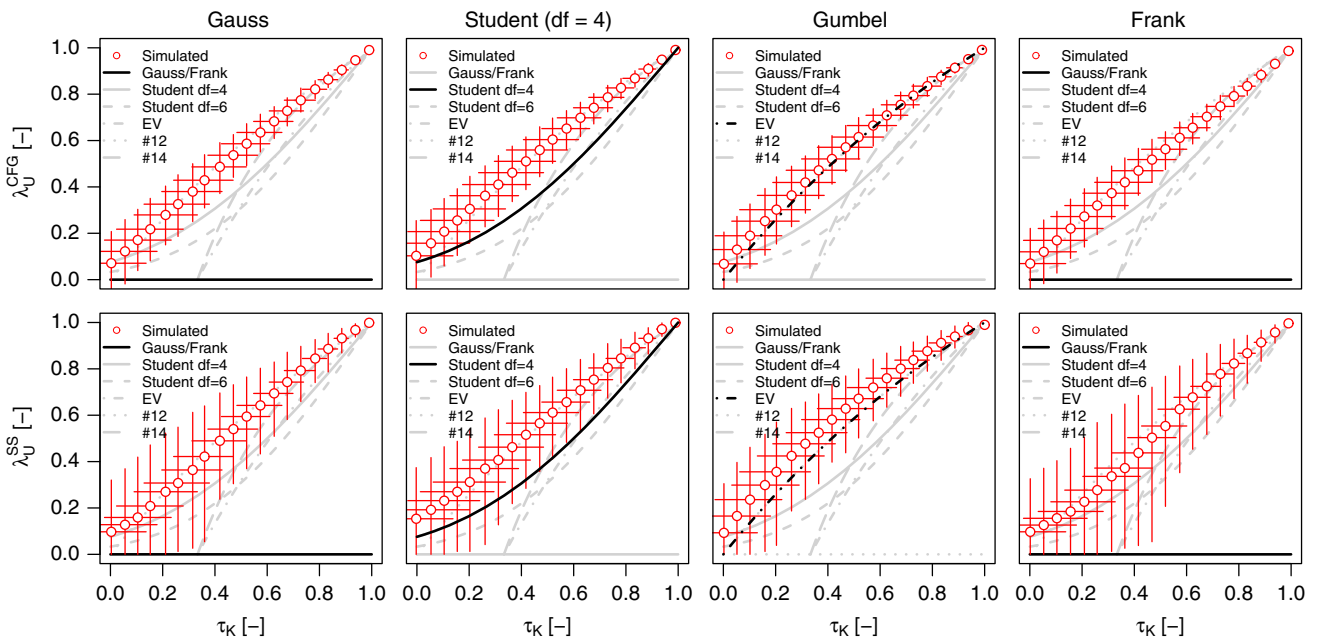 Gauss
Student (df = 4)
Gumbel
Frank
λ_U^CFG [–]
1.0
0.8
0.6
0.4
0.2
0.0
Simulated
Gauss/Frank
Student df=4
Student df=6
EV
#12
#14
Simulated
Gauss/Frank
Student df=4
Student df=6
EV
#12
#14
Simulated
Gauss/Frank
Student df=4
Student df=6
EV
#12
#14
Simulated
Gauss/Frank
Student df=4
Student df=6
EV
#12
#14
λ_U^SS [–]
1.0
0.8
0.6
0.4
0.2
0.0
Simulated
Gauss/Frank
Student df=4
Student df=6
EV
#12
#14
Simulated
Gauss/Frank
Student df=4
Student df=6
EV
#12
#14
Simulated
Gauss/Frank
Student df=4
Student df=6
EV
#12
#14
Simulated
Gauss/Frank
Student df=4
Student df=6
EV
#12
#14
0.0 0.2 0.4 0.6 0.8 1.0
0.0 0.2 0.4 0.6 0.8 1.0
0.0 0.2 0.4 0.6 0.8 1.0
0.0 0.2 0.4 0.6 0.8 1.0
τ_K [–]
τ_K [–]
τ_K [–]
τ_K [–]